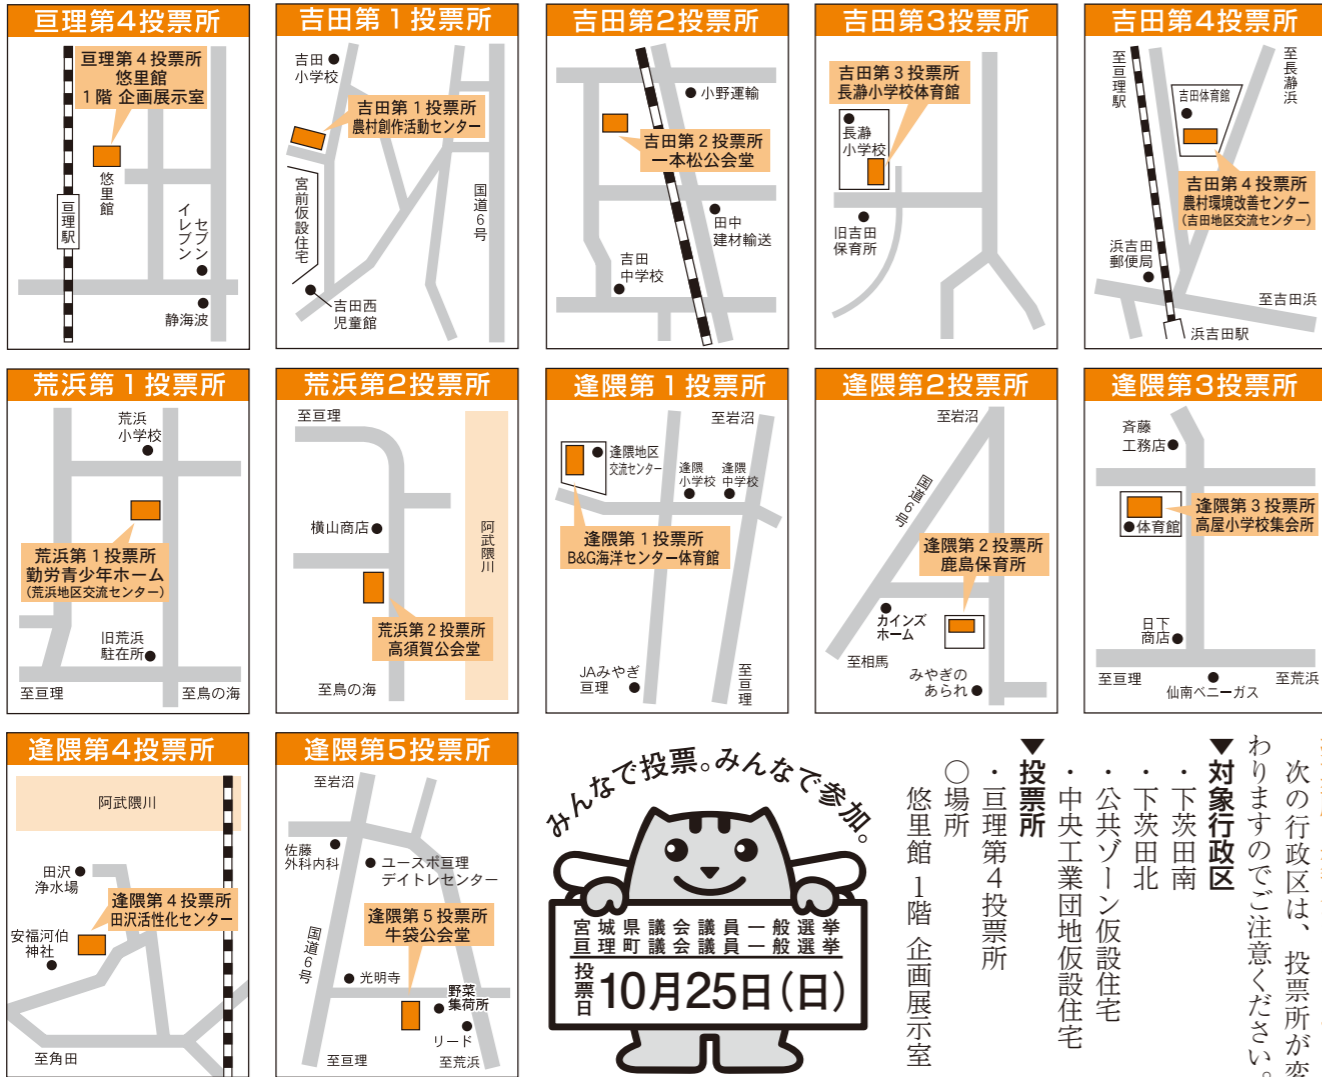 亘理第4投票所
亘理第4投票所
悠里館
1階 企画展示室
悠里館
亘理駅
セブン
イレブン
静海波
吉田第1投票所
吉田
小学校
吉田第1投票所
農村創作活動センター
宮前仮設住宅
国道6号
吉田西
児童館
吉田第2投票所
小野運輸
吉田第2投票所
一本松公会堂
田中
建材輸送
吉田
中学校
吉田第3投票所
吉田第3投票所
長瀞小学校体育館
長瀞
小学校
旧吉田
保育所
吉田第4投票所
至亘理駅
至長瀞浜
吉田体育館
吉田第4投票所
農村環境改善センター
(吉田地区交流センター)
浜吉田
郵便局
至吉田浜
浜吉田駅
荒浜第1投票所
荒浜
小学校
荒浜第1投票所
勤労青少年ホーム
(荒浜地区交流センター)
旧荒浜
駐在所
至亘理
至鳥の海
荒浜第2投票所
至亘理
横山商店
阿武隈川
荒浜第2投票所
高須賀公会堂
至鳥の海
逢隈第1投票所
至岩沼
逢隈地区
交流センター
逢隈
小学校
逢隈
中学校
逢隈第1投票所
B&G海洋センター体育館
JAみやぎ
亘理
至亘理
逢隈第2投票所
至岩沼
国道6号
逢隈第2投票所
鹿島保育所
カインズ
ホーム
至相馬
みやぎの
あられ
逢隈第3投票所
斉藤
工務店
逢隈第3投票所
高屋小学校集会所
体育館
日下
商店
至亘理
仙南ベニーガス
至荒浜
逢隈第4投票所
阿武隈川
田沢
浄水場
逢隈第4投票所
田沢活性化センター
安福河伯
神社
至角田
逢隈第5投票所
至岩沼
佐藤
外科内科
ユースポ亘理
デイトレセンター
逢隈第5投票所
牛袋公会堂
国道6号
光明寺
野菜
集荷所
リード
至亘理
至荒浜
みんなで投票。みんなで参加。
宮城県議会議員一般選挙
亘理町議会議員一般選挙
投票日
10月25日(日)
次の行政区は、投票所が変
わりますのでご注意ください。
▼対象行政区
・下茨田南
・下茨田北
・公共ゾーン仮設住宅
・中央工業団地仮設住宅
▼投票所
・亘理第4投票所
○場所
悠里館 1階 企画展示室